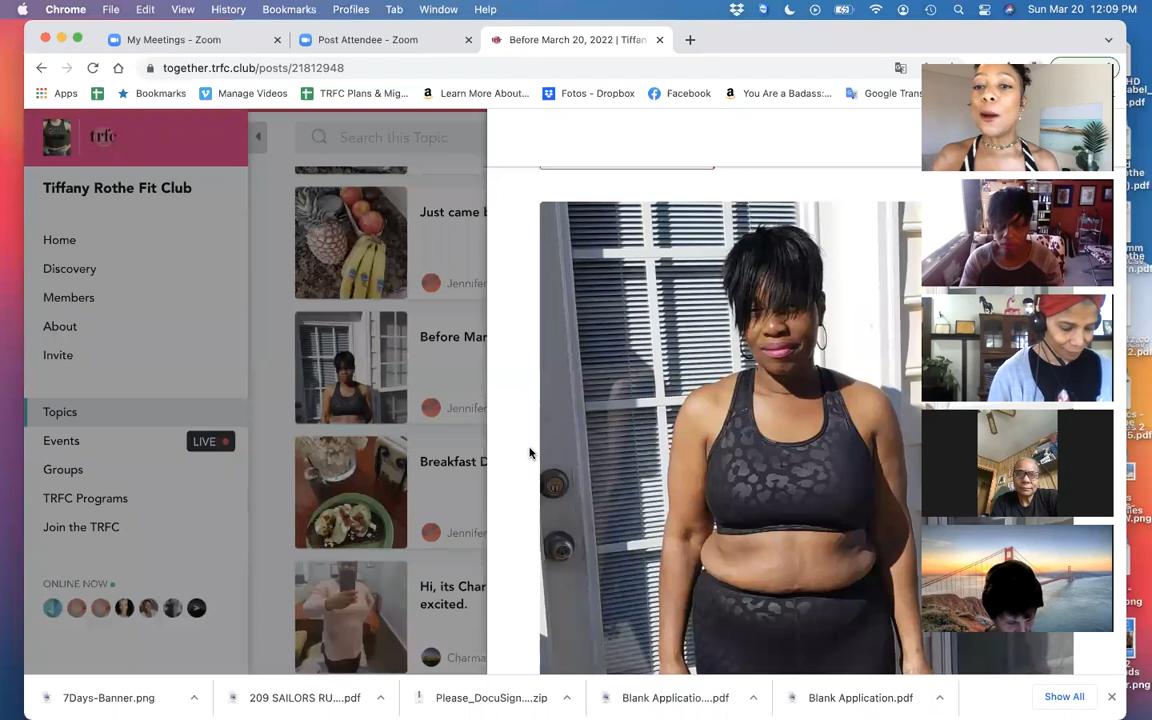 Chrome File Edit View History Bookmarks Profiles Tab Window Help Sun Mar 20 12:09 PM
My Meetings - Zoom Post Attendee - Zoom Before March 20, 2022 | Tiffan
together.trfc.club/posts/21812948
Apps Bookmarks Manage Videos TRFC Plans & Mig... Learn More About... Fotos - Dropbox Facebook You Are a Badass:... Google Tran
trfc
Search this Topic
Tiffany Rothe Fit Club
Just came b
Home
Discovery
Jennifer
Members
About
Before Mar
Invite
Topics
Jennifer
Events LIVE
Breakfast D
Groups
TRFC Programs
Join the TRFC
Jennifer
ONLINE NOW
Hi, its Char
excited.
Charma
7Days-Banner.png 209 SAILORS RU....pdf Please_DocuSign....zip Blank Applicatio....pdf Blank Application.pdf Show All